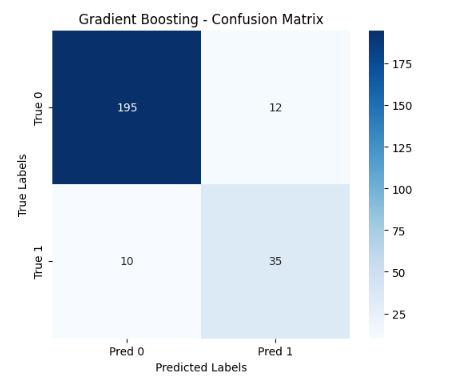 Gradient Boosting - Confusion Matrix
True Labels
True 0
195
12
True 1
10
35
Pred 0
Pred 1
Predicted Labels
175
150
125
100
75
50
25